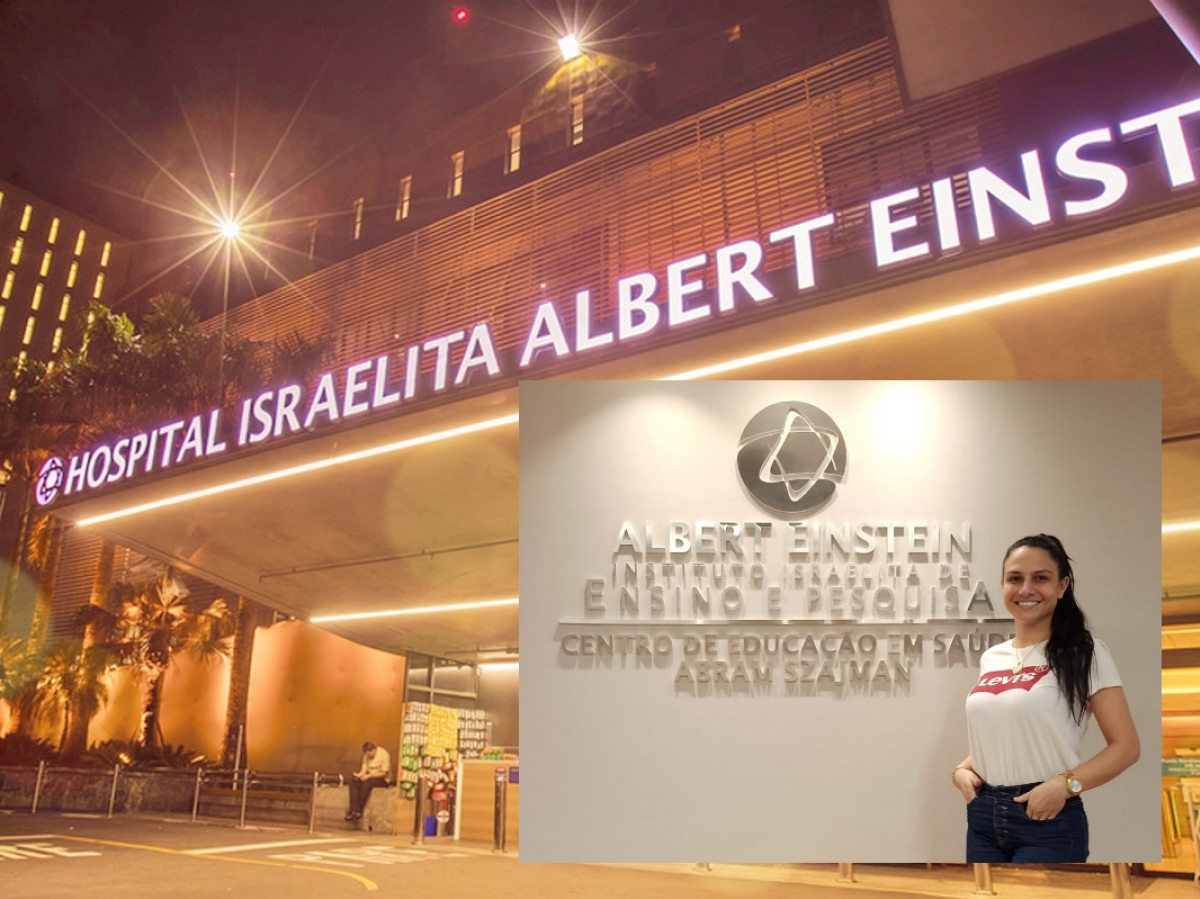 HOSPITAL ISRAELITA ALBERT EINST
ALBERT EINSTEIN
INSTITUTO ISRAELITA DE
ENSINO E PESQUISA
CENTRO DE EDUCAÇÃO EM SAÚDE
ABRAM SZAJMAN
Levi's®